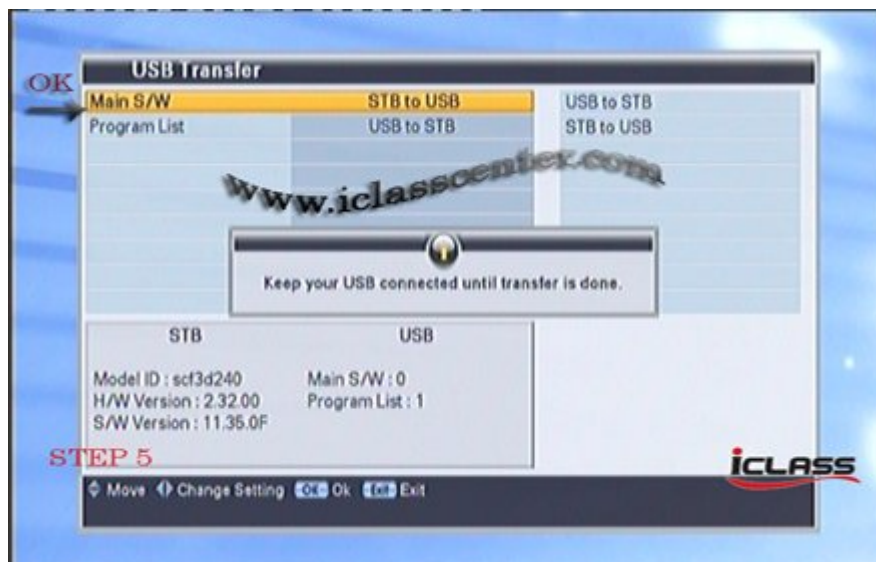 USB Transfer
OK
Main S/W STB to USB USB to STB
Program List USB to STB STB to USB
www.iclasscenter.com
Keep your USB connected until transfer is done.
STB USB
Model ID : scf3d240 Main S/W : 0
H/W Version : 2.32.00 Program List : 1
S/W Version : 11.35.0F
STEP 5
iCLASS
Move Change Setting OK Ok Exit Exit